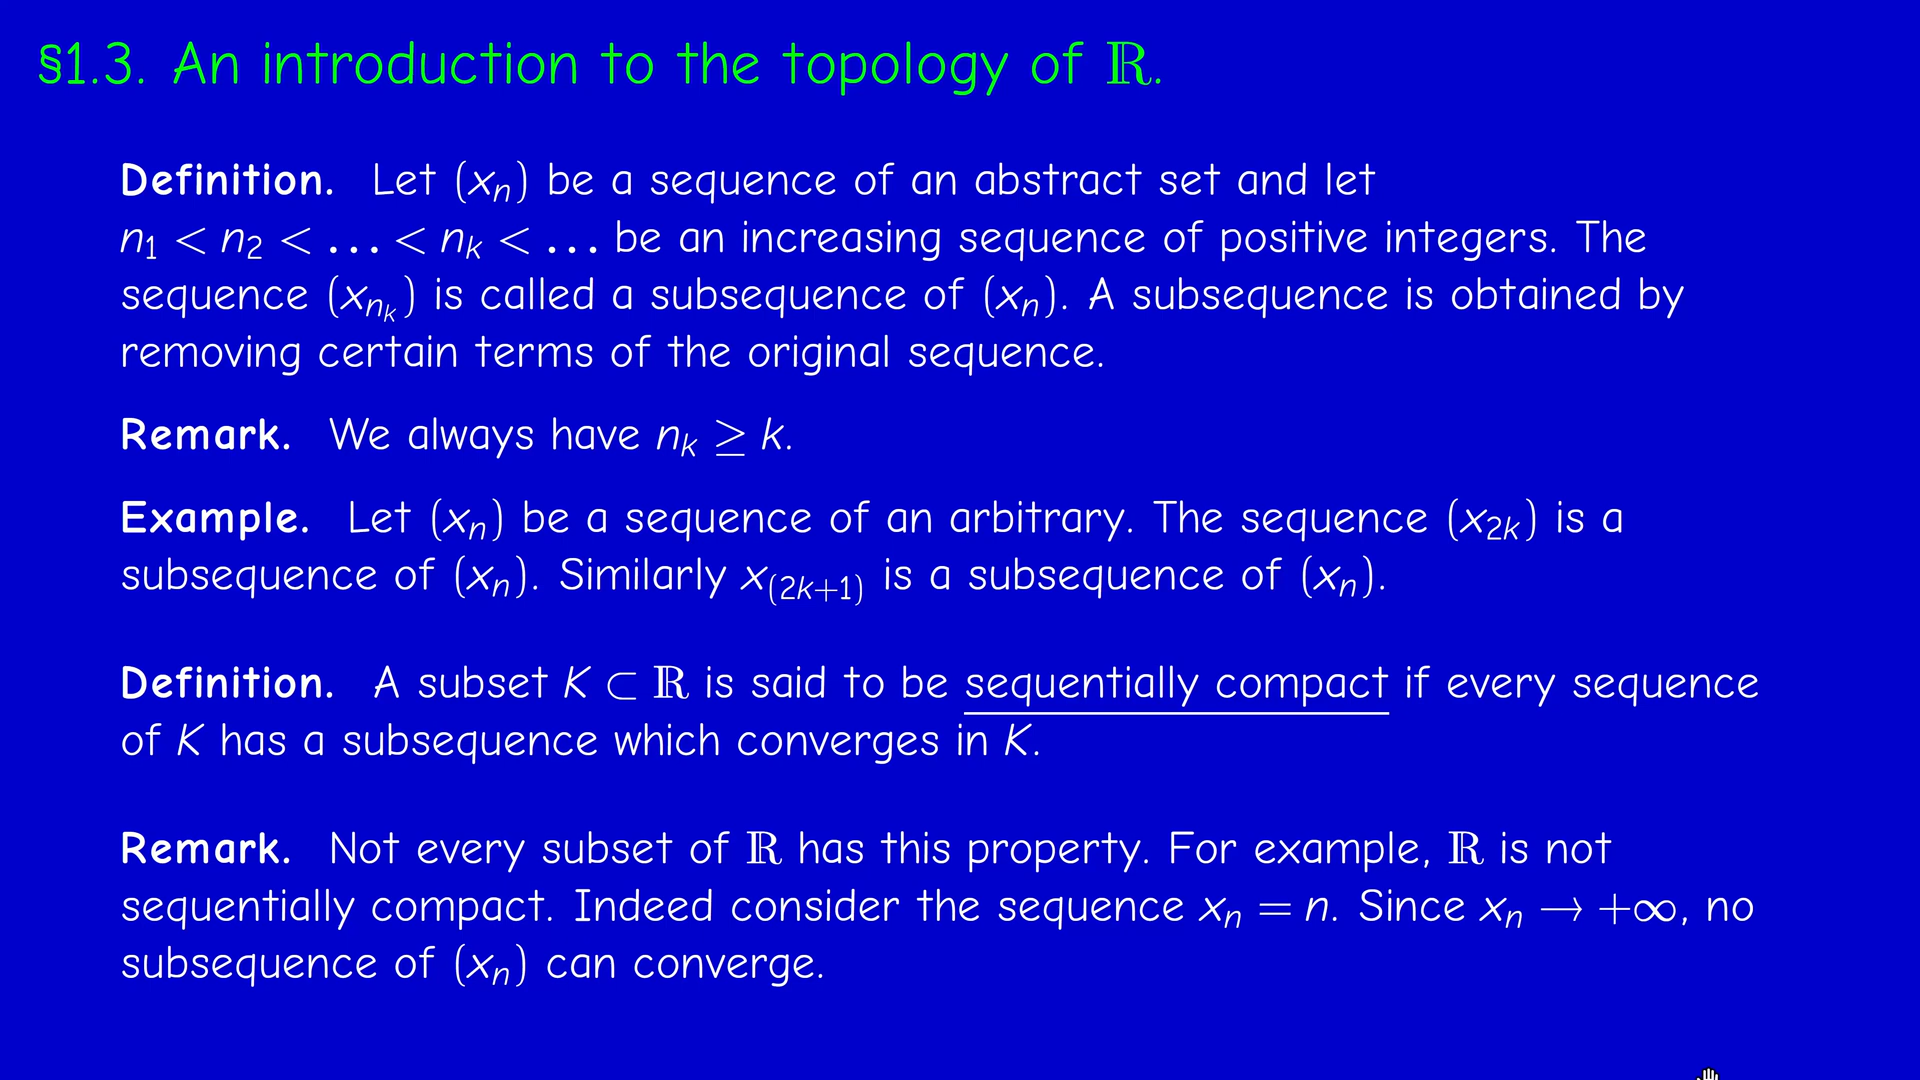 §1.3. An introduction to the topology of ℝ.
Definition. Let (xₙ) be a sequence of an abstract set and let
n₁ < n₂ < … < nₖ < … be an increasing sequence of positive integers. The
sequence (x_{n_k}) is called a subsequence of (xₙ). A subsequence is obtained by
removing certain terms of the original sequence.
Remark. We always have nₖ ≥ k.
Example. Let (xₙ) be a sequence of an arbitrary. The sequence (x₂ₖ) is a
subsequence of (xₙ). Similarly x₍₂ₖ₊₁₎ is a subsequence of (xₙ).
Definition. A subset K ⊂ ℝ is said to be sequentially compact if every sequence
of K has a subsequence which converges in K.
Remark. Not every subset of ℝ has this property. For example, ℝ is not
sequentially compact. Indeed consider the sequence xₙ = n. Since xₙ → +∞, no
subsequence of (xₙ) can converge.